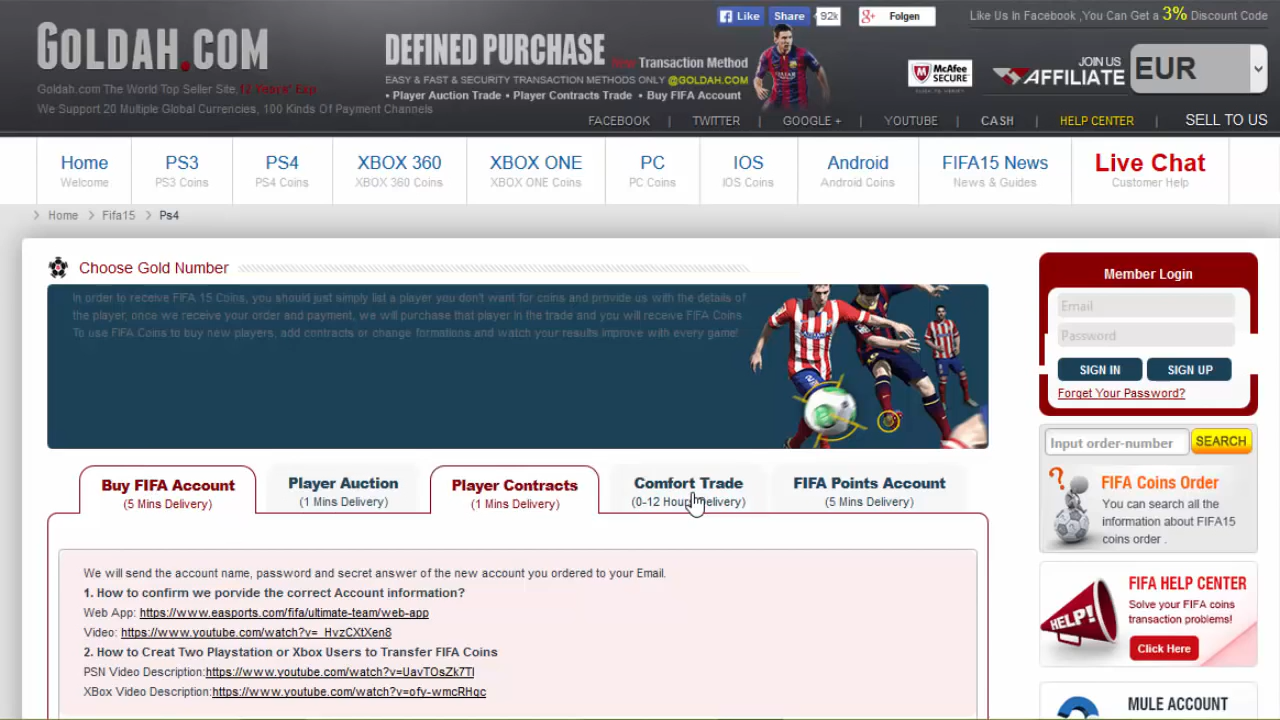 Like
Share
92k
Folgen
Like Us In Facebook ,You Can Get a 3% Discount Code
GOLDAH.COM
Goldah.com The World Top Seller Site,
We Support 20 Multiple Global Currencies, 100 Kinds Of Payment Channels
DEFINED PURCHASE
New Transaction Method
EASY & FAST & SECURITY TRANSACTION METHODS ONLY @GOLDAH.COM
• Player Auction Trade • Player Contracts Trade • Buy FIFA Account
McAfee
SECURE
JOIN US
AFFILIATE
EUR
FACEBOOK | TWITTER | GOOGLE + | YOUTUBE | CASH | HELP CENTER | SELL TO US
Home
Welcome
PS3
PS3 Coins
PS4
PS4 Coins
XBOX 360
XBOX 360 Coins
XBOX ONE
XBOX ONE Coins
PC
PC Coins
IOS
IOS Coins
Android
Android Coins
FIFA15 News
News & Guides
Live Chat
Customer Help
Home
Fifa15
Ps4
Choose Gold Number
In order to receive FIFA 15 Coins, you should just simply list a player you don't want for coins and provide us with the details of
the player, once we receive your order and payment, we will purchase that player in the trade and you will receive FIFA Coins
To use FIFA Coins to buy new players, add contracts or change formations and watch your results improve with every game!
Buy FIFA Account
(5 Mins Delivery)
Player Auction
(1 Mins Delivery)
Player Contracts
(1 Mins Delivery)
Comfort Trade
(0-12 Hours Delivery)
FIFA Points Account
(5 Mins Delivery)
We will send the account name, password and secret answer of the new account you ordered to your Email.
1. How to confirm we porvide the correct Account information?
Web App: https://www.easports.com/fifa/ultimate-team/web-app
Video: https://www.youtube.com/watch?v=_HvzCXtXen8
2. How to Creat Two Playstation or Xbox Users to Transfer FIFA Coins
PSN Video Description:https://www.youtube.com/watch?v=UavTOsZk7TI
XBox Video Description:https://www.youtube.com/watch?v=ofy-wmcRHqc
Member Login
Email
Password
SIGN IN
SIGN UP
Forget Your Password?
Input order-number
SEARCH
FIFA Coins Order
You can search all the
information about FIFA15
coins order .
HELP!
FIFA HELP CENTER
Solve your FIFA coins
transaction problems!
Click Here
MULE ACCOUNT